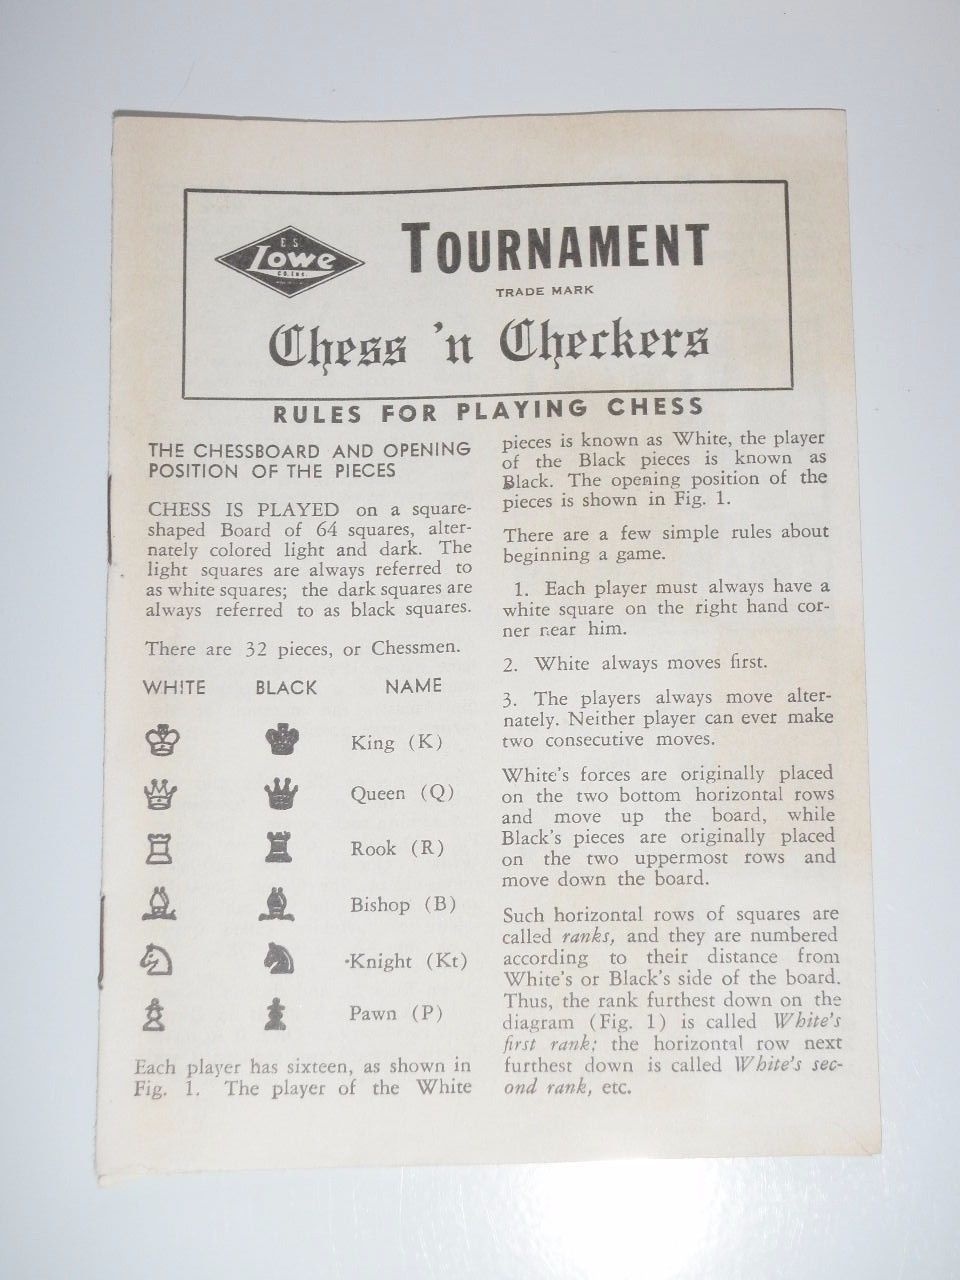 E S
Lowe
CO. Inc.
TOURNAMENT
TRADE MARK
Chess 'n Checkers
RULES FOR PLAYING CHESS
THE CHESSBOARD AND OPENING
POSITION OF THE PIECES
CHESS IS PLAYED on a square-
shaped Board of 64 squares, alter-
nately colored light and dark. The
light squares are always referred to
as white squares; the dark squares are
always referred to as black squares.
There are 32 pieces, or Chessmen.
WHITE BLACK NAME
King (K)
Queen (Q)
Rook (R)
Bishop (B)
Knight (Kt)
Pawn (P)
Each player has sixteen, as shown in
Fig. 1. The player of the White
pieces is known as White, the player
of the Black pieces is known as
Black. The opening position of the
pieces is shown in Fig. 1.
There are a few simple rules about
beginning a game.
1. Each player must always have a
white square on the right hand cor-
ner near him.
2. White always moves first.
3. The players always move alter-
nately. Neither player can ever make
two consecutive moves.
White's forces are originally placed
on the two bottom horizontal rows
and move up the board, while
Black's pieces are originally placed
on the two uppermost rows and
move down the board.
Such horizontal rows of squares are
called ranks, and they are numbered
according to their distance from
White's or Black's side of the board.
Thus, the rank furthest down on the
diagram (Fig. 1) is called White's
first rank; the horizontal row next
furthest down is called White's sec-
ond rank, etc.